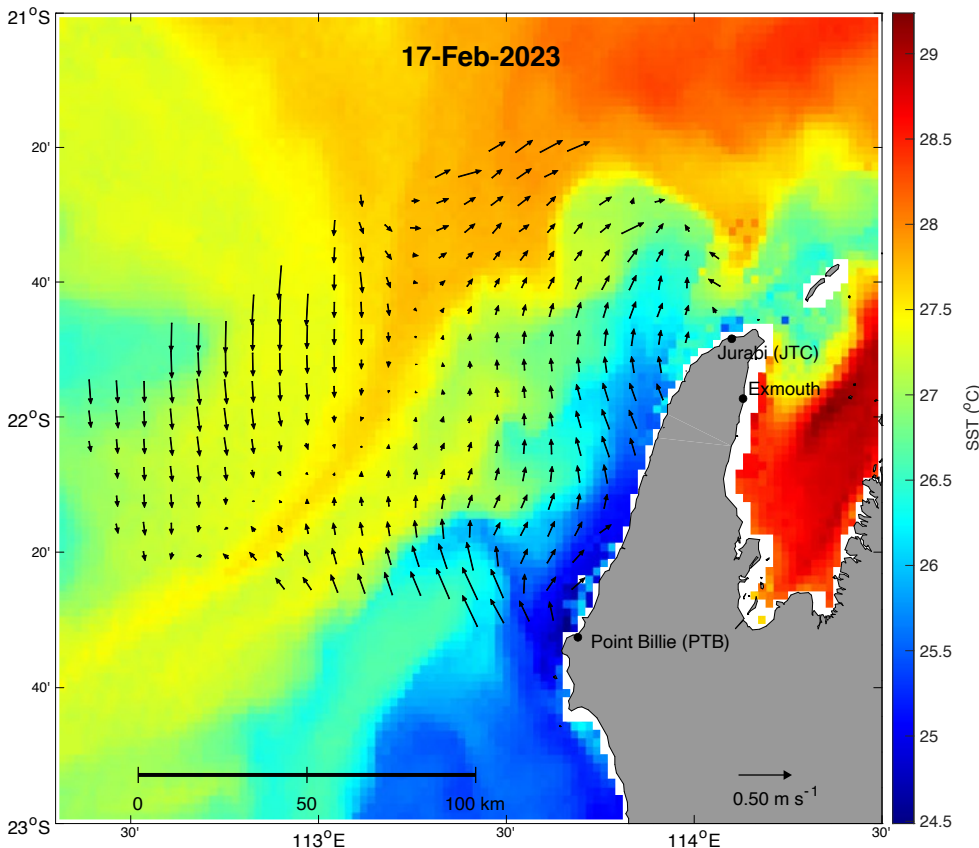 21°S
17-Feb-2023
29
20'
28.5
28
40'
27.5
Jurabi (JTC)
Exmouth
22°S
27
SST (°C)
26.5
20'
26
Point Billie (PTB)
25.5
40'
25
0 50 100 km
0.50 m s-1
23°S
24.5
30' 113°E 30' 114°E 30'